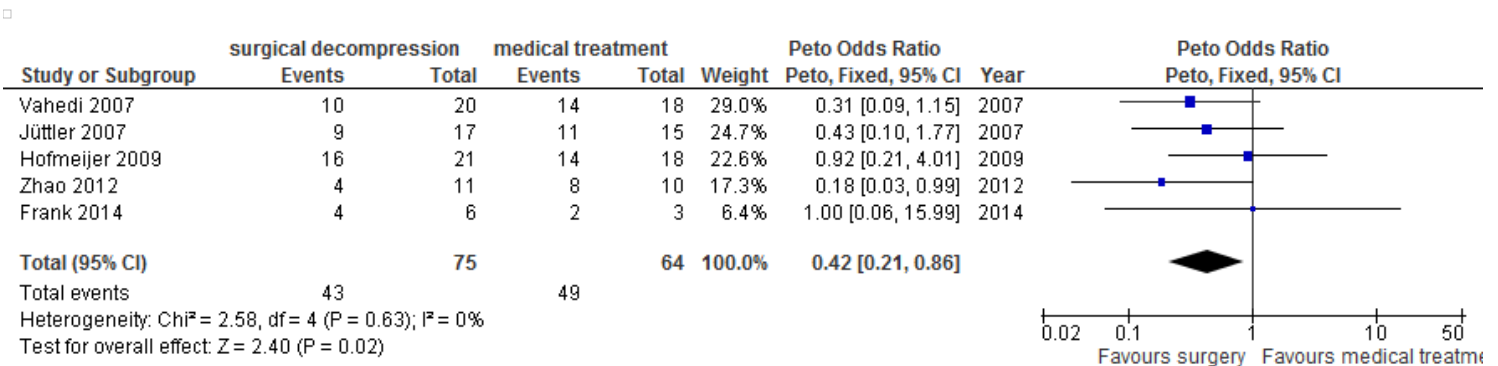 surgical decompression medical treatment Peto Odds Ratio Peto Odds Ratio
Study or Subgroup Events Total Events Total Weight Peto, Fixed, 95% CI Year Peto, Fixed, 95% CI
Vahedi 2007 10 20 14 18 29.0% 0.31 [0.09, 1.15] 2007
Jüttler 2007 9 17 11 15 24.7% 0.43 [0.10, 1.77] 2007
Hofmeijer 2009 16 21 14 18 22.6% 0.92 [0.21, 4.01] 2009
Zhao 2012 4 11 8 10 17.3% 0.18 [0.03, 0.99] 2012
Frank 2014 4 6 2 3 6.4% 1.00 [0.06, 15.99] 2014
Total (95% CI) 75 64 100.0% 0.42 [0.21, 0.86]
Total events 43 49
Heterogeneity: Chi² = 2.58, df = 4 (P = 0.63); I² = 0%
Test for overall effect: Z = 2.40 (P = 0.02)
0.02 0.1 1 10 50
Favours surgery Favours medical treatme